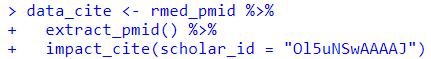 > data_cite <- rmed_pmid %>%
+   extract_pmid() %>%
+   impact_cite(scholar_id = "Ol5uNSwAAAAJ")